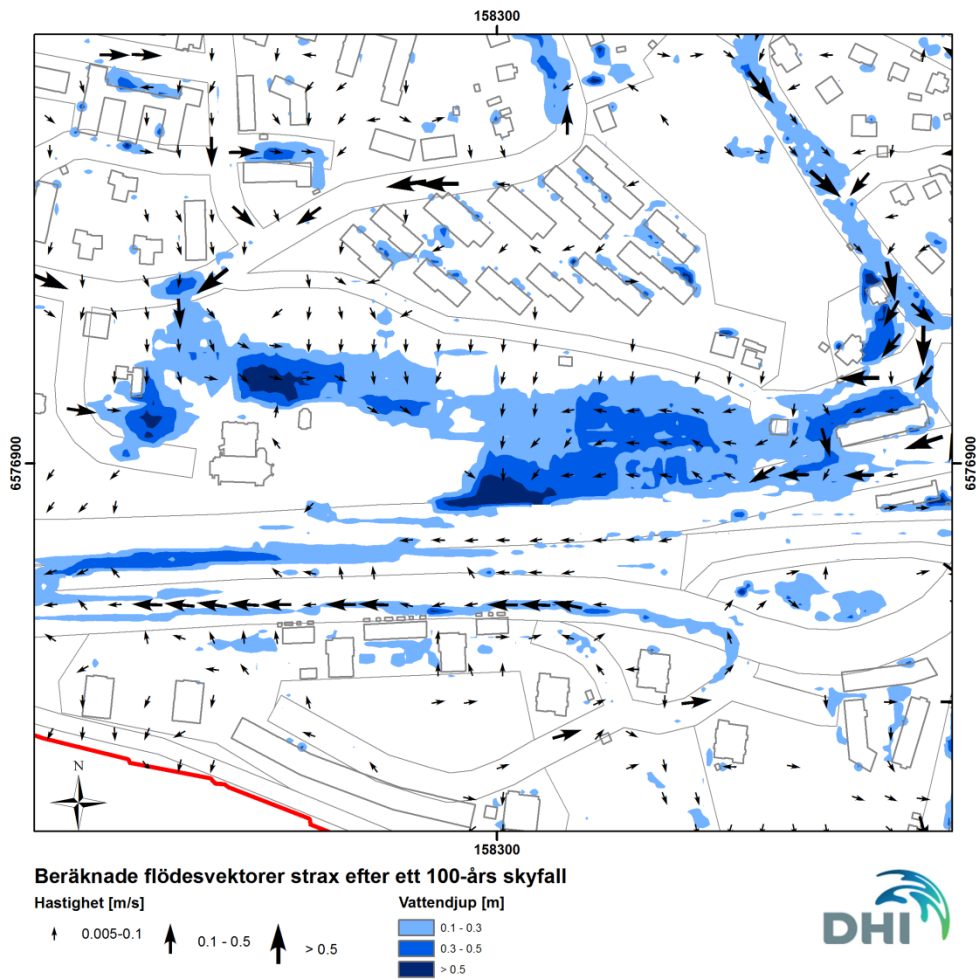 158300
6576900
6576900
N
158300
Beräknade flödesvektorer strax efter ett 100-års skyfall
Hastighet [m/s]
0.005-0.1
0.1 - 0.5
> 0.5
Vattendjup [m]
0.1 - 0.3
0.3 - 0.5
> 0.5
DHI